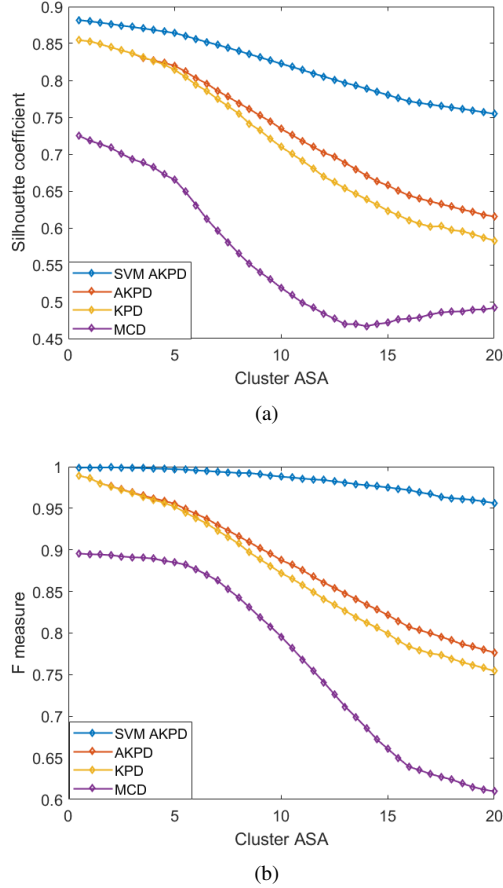 0.9
0.85
0.8
0.75
0.7
0.65
0.6
0.55
0.5
0.45
Silhouette coefficient
SVM AKPD
AKPD
KPD
MCD
0 5 10 15 20
Cluster ASA
(a)
1
0.95
0.9
0.85
0.8
0.75
0.7
0.65
0.6
F measure
SVM AKPD
AKPD
KPD
MCD
0 5 10 15 20
Cluster ASA
(b)